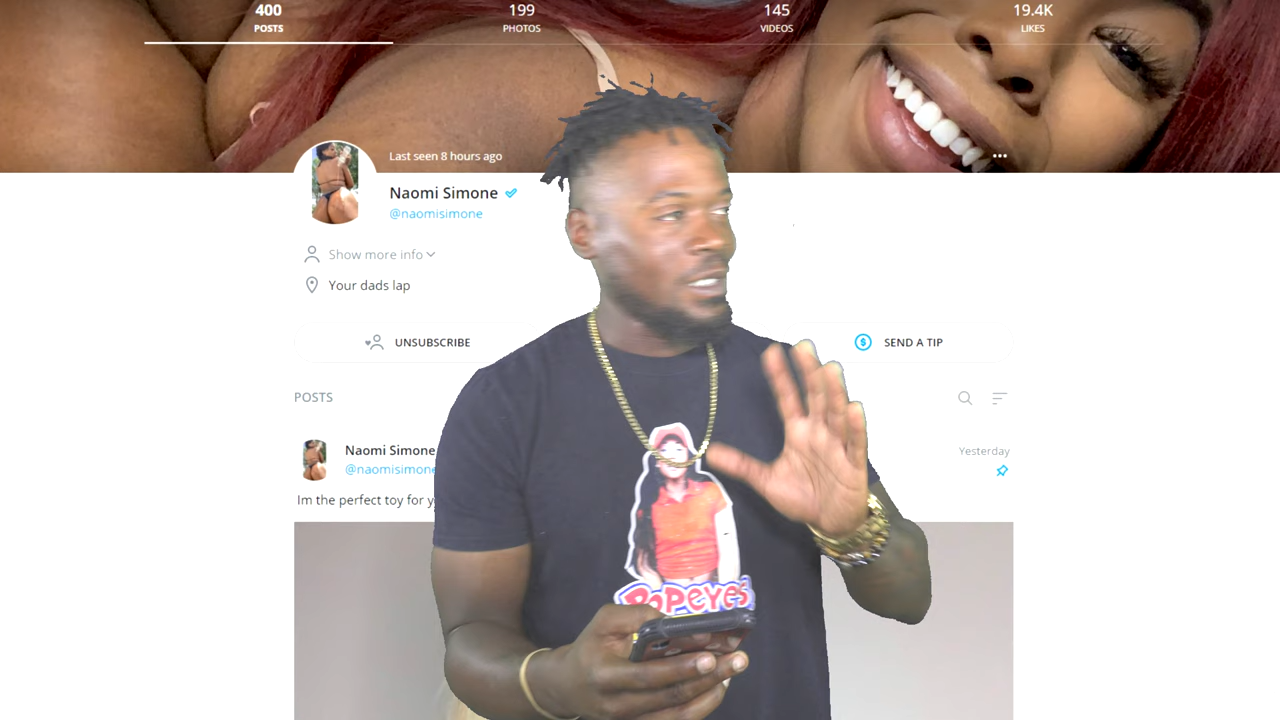 400
POSTS
199
PHOTOS
145
VIDEOS
19.4K
LIKES
Last seen 8 hours ago
Naomi Simone
@naomisimone
Show more info
Your dads lap
UNSUBSCRIBE
SEND A TIP
POSTS
Naomi Simone
@naomisimone
Yesterday
Im the perfect toy for y
POPEYES